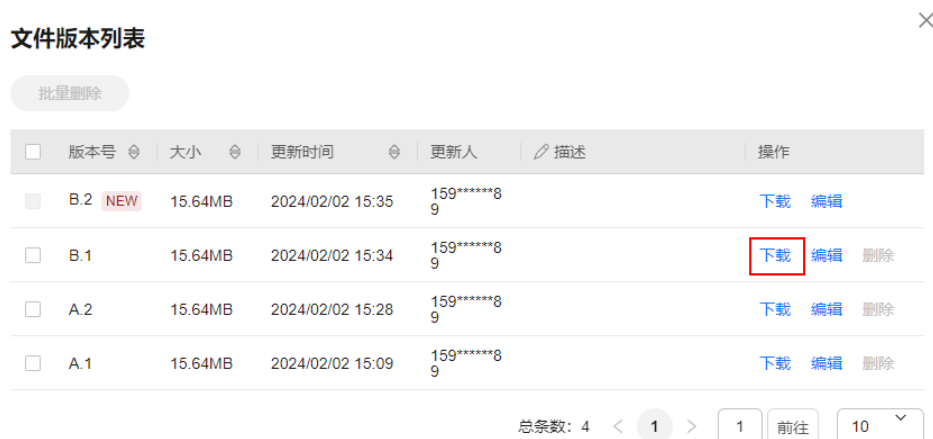 文件版本列表
批量删除
版本号 大小 更新时间 更新人 描述 操作
B.2 NEW 15.64MB 2024/02/02 15:35 159******8 下载 编辑
9
B.1 15.64MB 2024/02/02 15:34 159******8 下载 编辑 删除
9
A.2 15.64MB 2024/02/02 15:28 159******8 下载 编辑 删除
9
A.1 15.64MB 2024/02/02 15:09 159******8 下载 编辑 删除
9
总条数: 4 < 1 > 1 前往 10